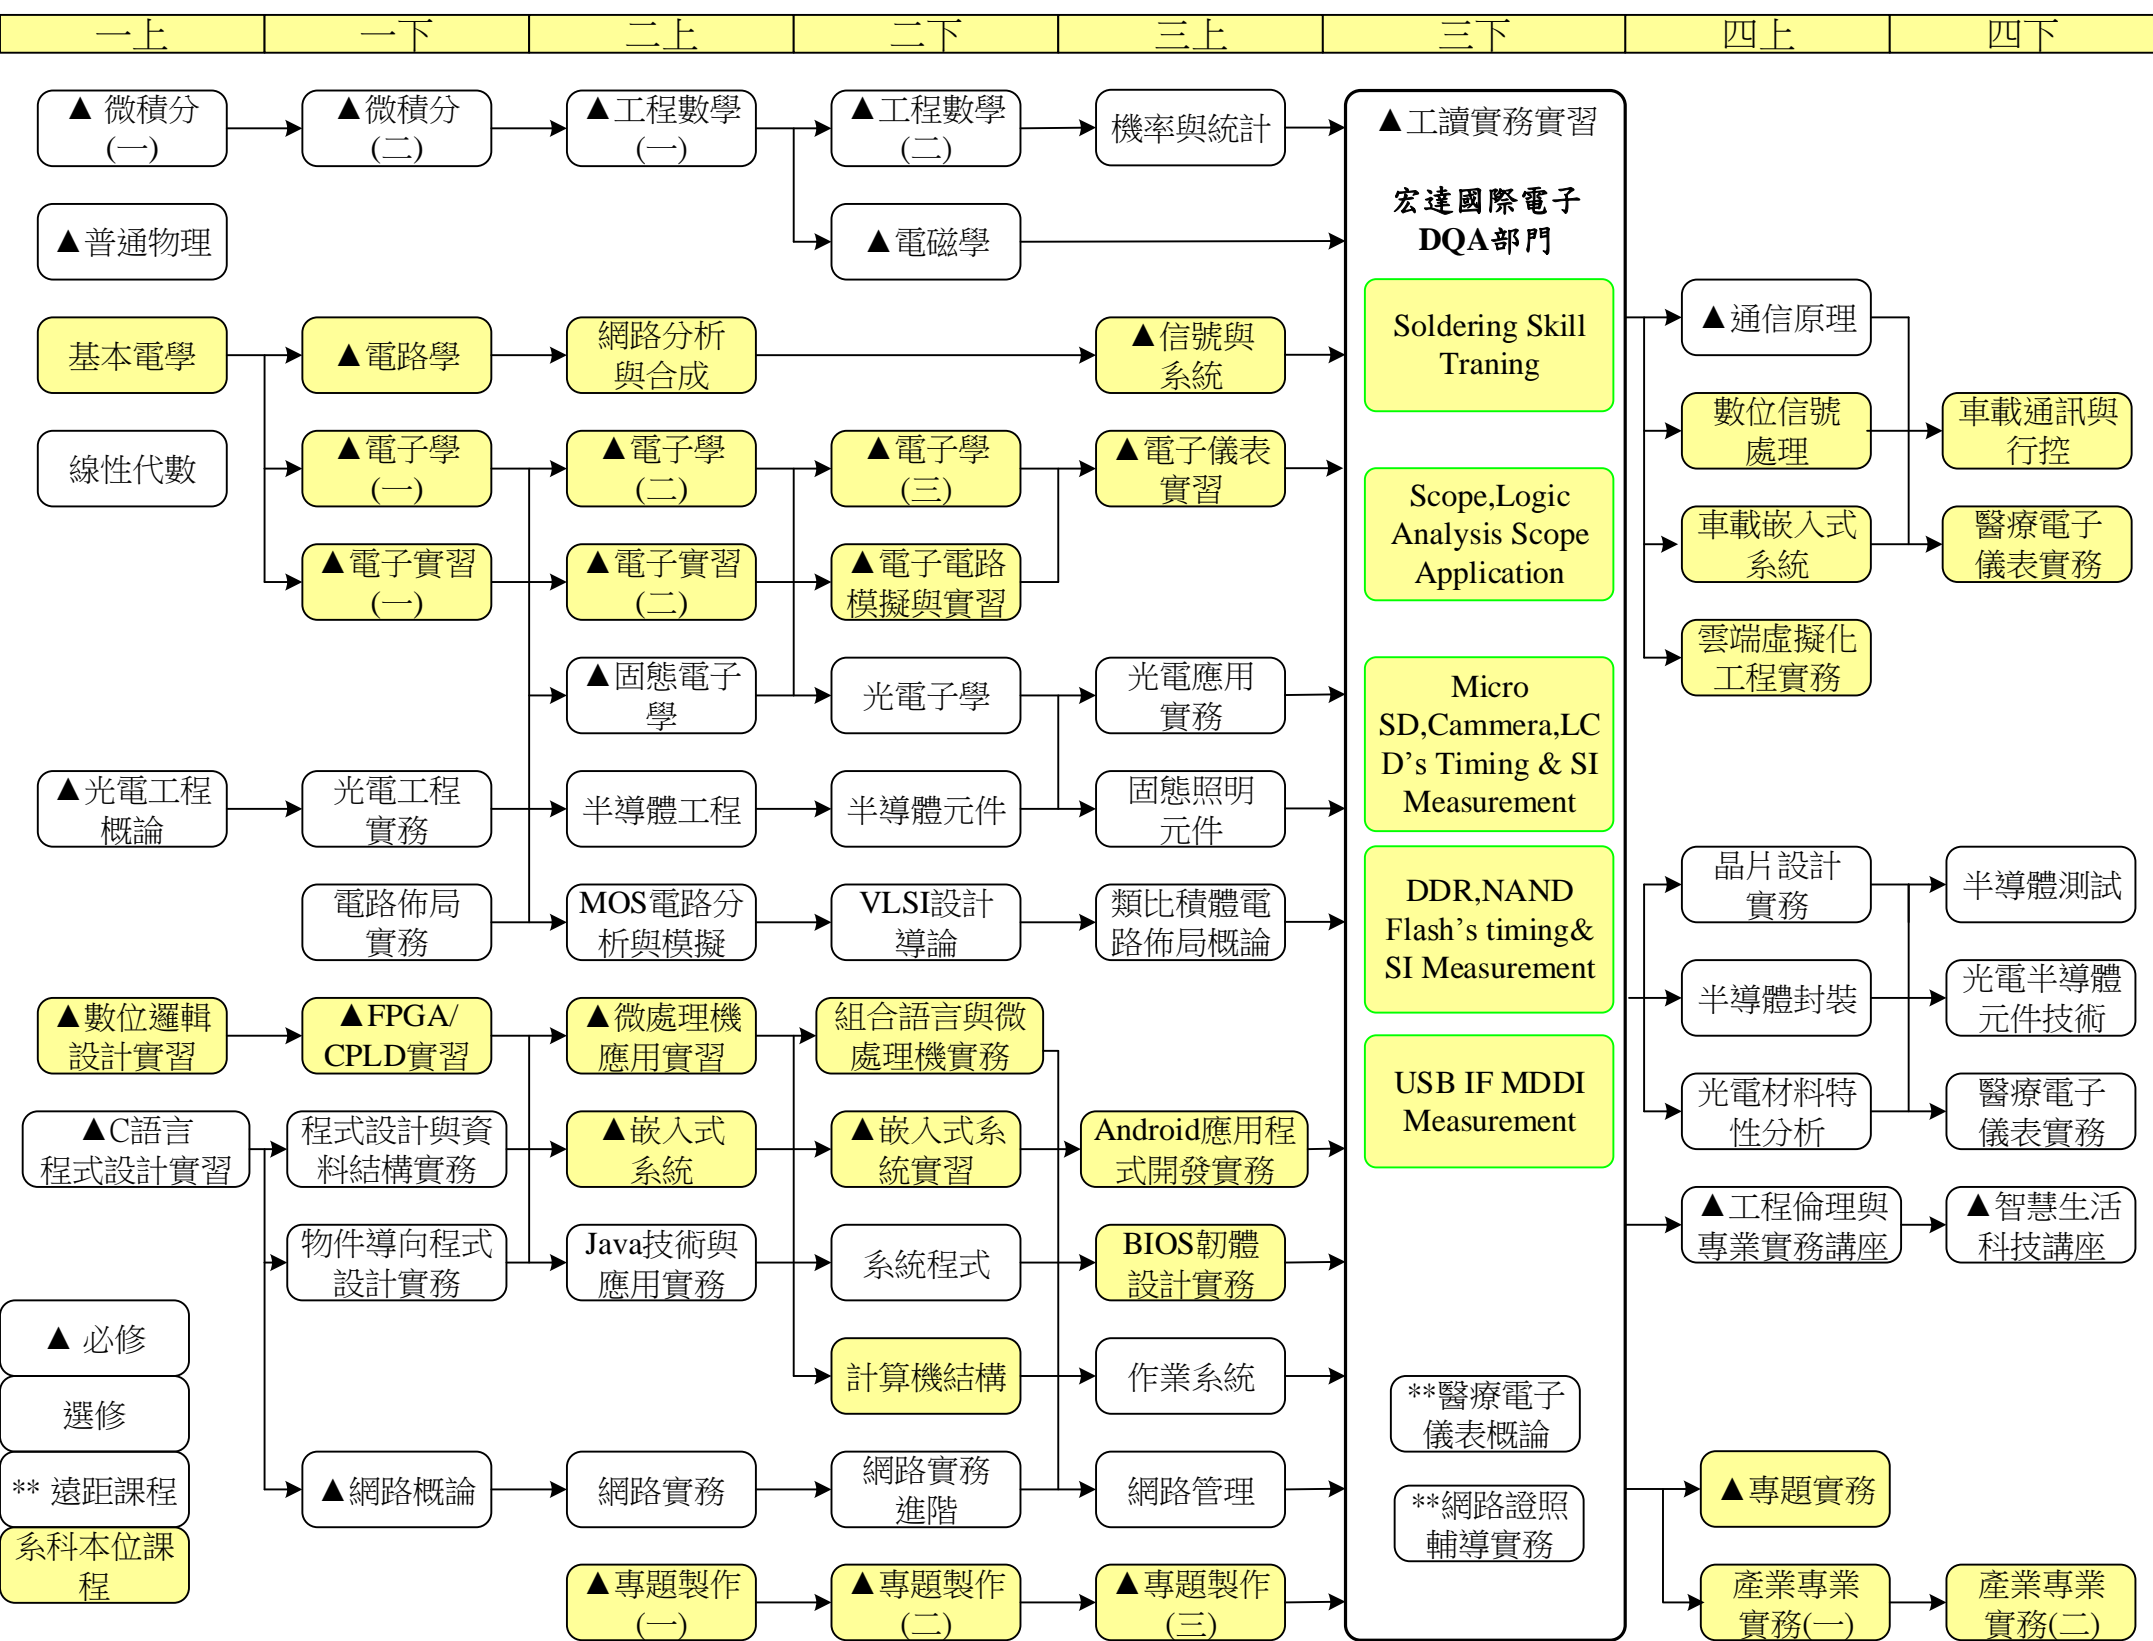 一上
一下
二上
二下
三上
三下
四上
四下
▲ 微積分
(一)
▲微積分
(二)
▲工程數學
(一)
▲工程數學
(二)
機率與統計
▲工讀實務實習
▲普通物理
▲電磁學
宏達國際電子
DQA部門
基本電學
▲電路學
網路分析
與合成
▲信號與
系統
Soldering Skill
Traning
▲通信原理
線性代數
▲電子學
(一)
▲電子學
(二)
▲電子學
(三)
▲電子儀表
實習
數位信號
處理
車載通訊與
行控
▲電子實習
(一)
▲電子實習
(二)
▲電子電路
模擬與實習
Scope,Logic
Analysis Scope
Application
車載嵌入式
系統
醫療電子
儀表實務
▲固態電子
學
光電子學
光電應用
實務
Micro
SD,Cammera,LC
D’s Timing & SI
Measurement
雲端虛擬化
工程實務
▲光電工程
概論
光電工程
實務
半導體工程
半導體元件
固態照明
元件
電路佈局
實務
MOS電路分
析與模擬
VLSI設計
導論
類比積體電
路佈局概論
DDR,NAND
Flash’s timing&
SI Measurement
晶片設計
實務
半導體測試
▲數位邏輯
設計實習
▲FPGA/
CPLD實習
▲微處理機
應用實習
組合語言與微
處理機實務
半導體封裝
光電半導體
元件技術
▲C語言
程式設計實習
程式設計與資
料結構實務
▲嵌入式
系統
▲嵌入式系
統實習
Android應用程
式開發實務
USB IF MDDI
Measurement
光電材料特
性分析
醫療電子
儀表實務
物件導向程式
設計實務
Java技術與
應用實務
系統程式
BIOS韌體
設計實務
▲工程倫理與
專業實務講座
▲智慧生活
科技講座
▲ 必修
選修
** 遠距課程
系科本位課
程
計算機結構
作業系統
**醫療電子
儀表概論
▲網路概論
網路實務
網路實務
進階
網路管理
**網路證照
輔導實務
▲專題實務
▲專題製作
(一)
▲專題製作
(二)
▲專題製作
(三)
產業專業
實務(一)
產業專業
實務(二)